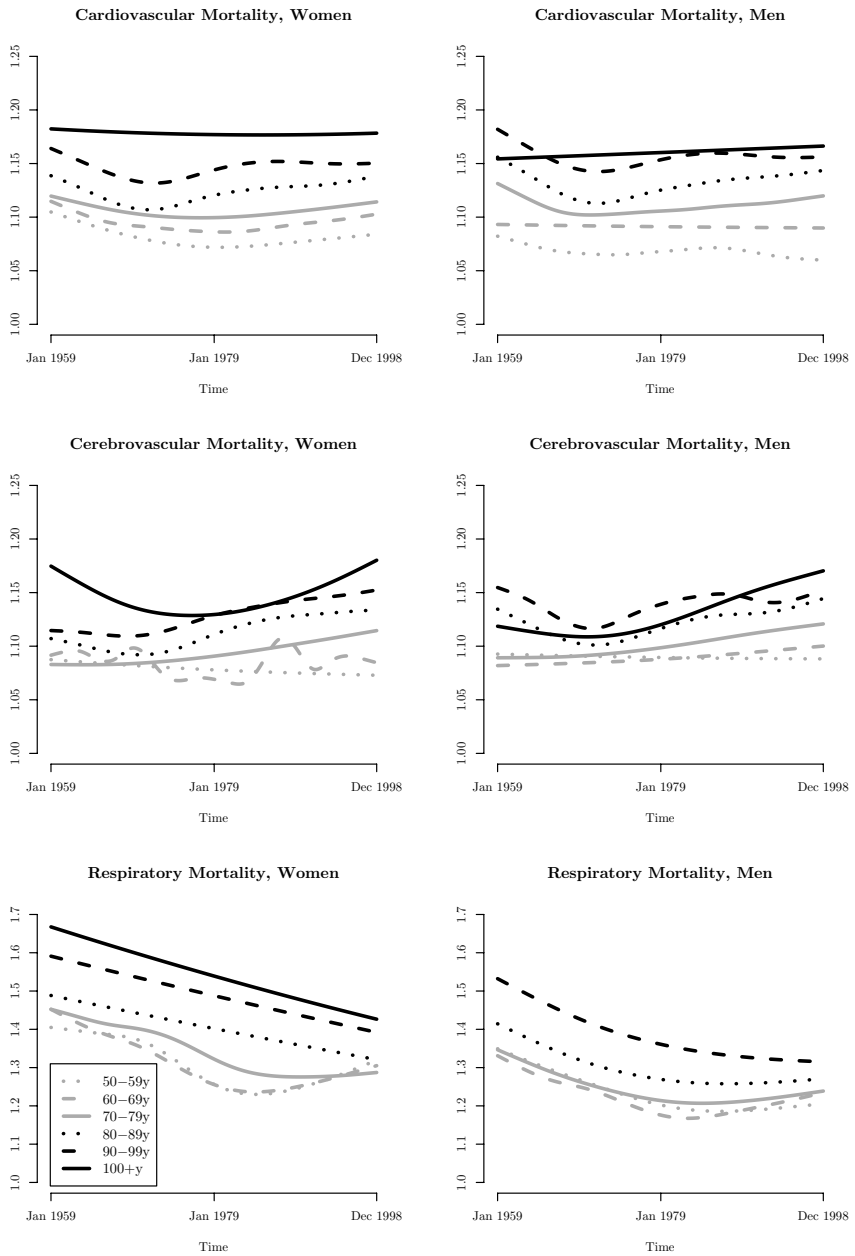 Cardiovascular Mortality, Women
1.25
1.20
1.15
1.10
1.05
1.00
Jan 1959 Jan 1979 Dec 1998
Time
Cardiovascular Mortality, Men
1.25
1.20
1.15
1.10
1.05
1.00
Jan 1959 Jan 1979 Dec 1998
Time
Cerebrovascular Mortality, Women
1.25
1.20
1.15
1.10
1.05
1.00
Jan 1959 Jan 1979 Dec 1998
Time
Cerebrovascular Mortality, Men
1.25
1.20
1.15
1.10
1.05
1.00
Jan 1959 Jan 1979 Dec 1998
Time
Respiratory Mortality, Women
1.7
1.6
1.5
1.4
1.3
1.2
1.1
1.0
50−59y
60−69y
70−79y
80−89y
90−99y
100+y
Jan 1959 Jan 1979 Dec 1998
Time
Respiratory Mortality, Men
1.7
1.6
1.5
1.4
1.3
1.2
1.1
1.0
Jan 1959 Jan 1979 Dec 1998
Time